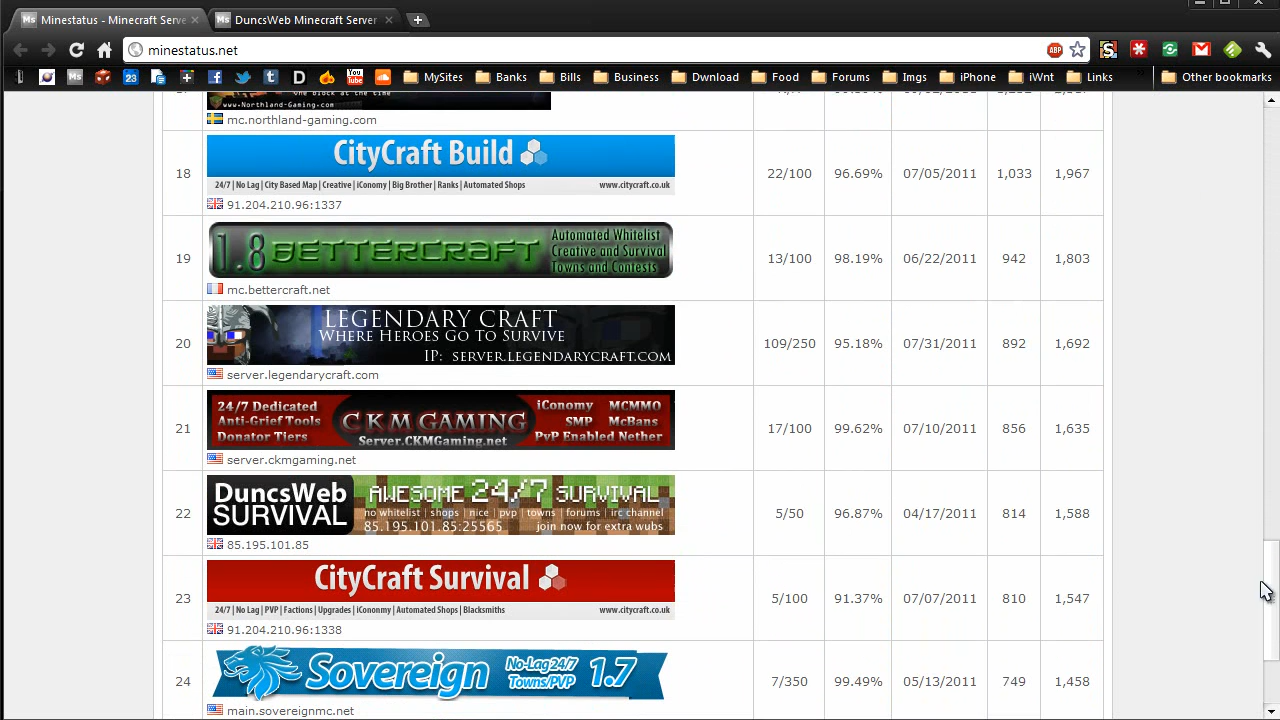 Minestatus - Minecraft Serve
DuncsWeb Minecraft Server
minestatus.net
MySites
Banks
Bills
Business
Dwnload
Food
Forums
Imgs
iPhone
iWnt
Links
Other bookmarks
www.Northland-Gaming.com
mc.northland-gaming.com
18
CityCraft Build
24/7 | No Lag | City Based Map | Creative | iConomy | Big Brother | Ranks | Automated Shops
www.citycraft.co.uk
91.204.210.96:1337
22/100 96.69% 07/05/2011 1,033 1,967
19
1.8 BETTERCRAFT
Automated Whitelist
Creative and Survival
Towns and Contests
mc.bettercraft.net
13/100 98.19% 06/22/2011 942 1,803
20
LEGENDARY CRAFT
WHERE HEROES GO TO SURVIVE
IP: SERVER.LEGENDARYCRAFT.COM
server.legendarycraft.com
109/250 95.18% 07/31/2011 892 1,692
21
24/7 Dedicated
Anti-Grief Tools
Donator Tiers
CKM GAMING
Server.CKMGaming.net
iConomy MCMMO
SMP McBans
PvP Enabled Nether
server.ckmgaming.net
17/100 99.62% 07/10/2011 856 1,635
22
DuncsWeb
SURVIVAL
AWESOME 24/7 SURVIVAL
no whitelist | shops | nice | pvp | towns | forums | irc channel
85.195.101.85:25565 join now for extra wubs
85.195.101.85
5/50 96.87% 04/17/2011 814 1,588
23
CityCraft Survival
24/7 | No Lag | PVP | Factions | Upgrades | iConomy | Automated Shops | Blacksmiths
www.citycraft.co.uk
91.204.210.96:1338
5/100 91.37% 07/07/2011 810 1,547
24
Sovereign
No-Lag 24/7
Towns/PVP
1.7
main.sovereignmc.net
7/350 99.49% 05/13/2011 749 1,458